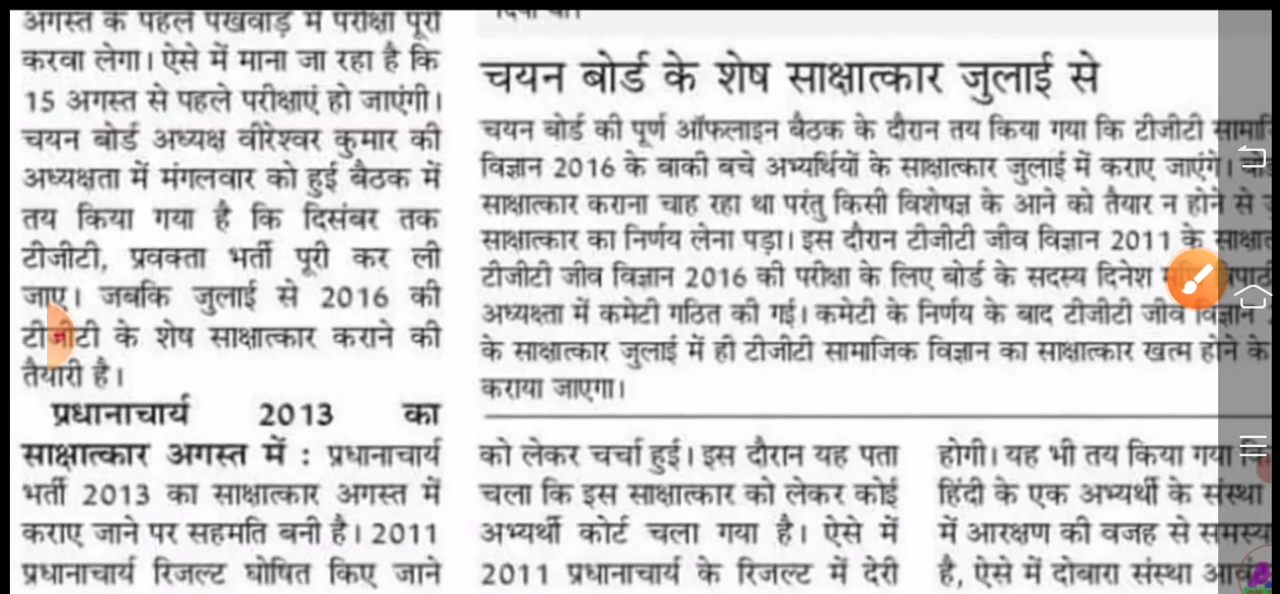 अगस्त के पहले पखवाड़े में परीक्षा पूरी
करवा लेगा। ऐसे में माना जा रहा है कि
15 अगस्त से पहले परीक्षाएं हो जाएंगी।
चयन बोर्ड अध्यक्ष वीरेश्वर कुमार की
अध्यक्षता में मंगलवार को हुई बैठक में
तय किया गया है कि दिसंबर तक
टीजीटी, प्रवक्ता भर्ती पूरी कर ली
जाए। जबकि जुलाई से 2016 की
टीजीटी के शेष साक्षात्कार कराने की
तैयारी है।
प्रधानाचार्य 2013 का
साक्षात्कार अगस्त में : प्रधानाचार्य
भर्ती 2013 का साक्षात्कार अगस्त में
कराए जाने पर सहमति बनी है। 2011
प्रधानाचार्य रिजल्ट घोषित किए जाने
चयन बोर्ड के शेष साक्षात्कार जुलाई से
चयन बोर्ड की पूर्ण ऑफलाइन बैठक के दौरान तय किया गया कि टीजीटी
विज्ञान 2016 के बाकी बचे अभ्यर्थियों के साक्षात्कार जुलाई में कराए जाएंगे।
साक्षात्कार कराना चाह रहा था परंतु किसी विशेषज्ञ के आने को तैयार न होने से
साक्षात्कार का निर्णय लेना पड़ा। इस दौरान टीजीटी जीव विज्ञान 2011 के
टीजीटी जीव विज्ञान 2016 की परीक्षा के लिए बोर्ड के सदस्य दिनेश
अध्यक्षता में कमेटी गठित की गई। कमेटी के निर्णय के बाद टीजीटी जीव विज्ञान
के साक्षात्कार जुलाई में ही टीजीटी सामाजिक विज्ञान का साक्षात्कार खत्म होने के
कराया जाएगा।
को लेकर चर्चा हुई। इस दौरान यह पता
चला कि इस साक्षात्कार को लेकर कोई
अभ्यर्थी कोर्ट चला गया है। ऐसे में
2011 प्रधानाचार्य के रिजल्ट में देरी
होगी। यह भी तय किया गया
हिंदी के एक अभ्यर्थी के संस्था
में आरक्षण की वजह से
है, ऐसे में दोबारा संस्था